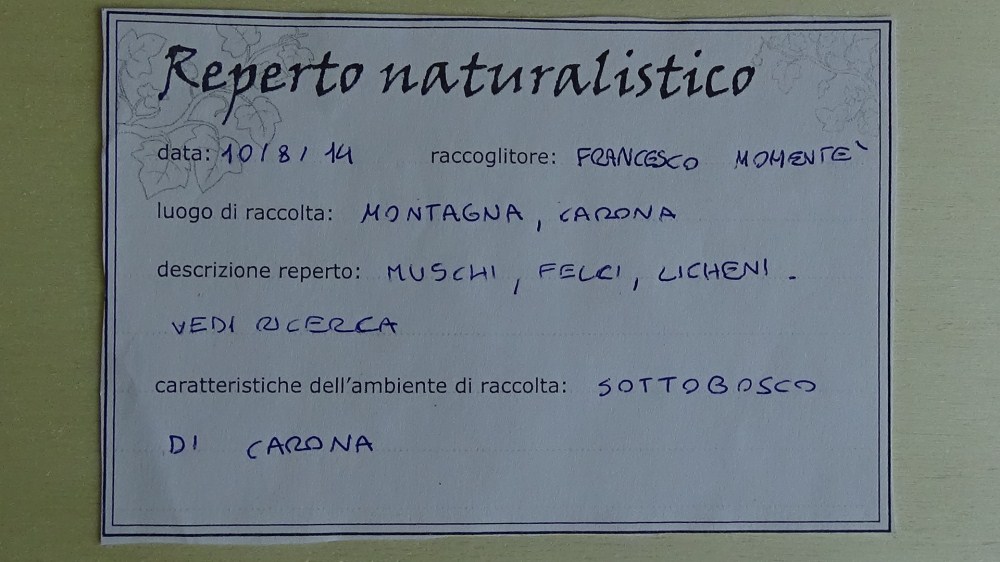 Reperto naturalistico
data: 10/8/14 raccoglitore: FRANCESCO MOMENTE`
luogo di raccolta: MONTAGNA, CARONA
descrizione reperto: MUSCHI, FELCI, LICHENI.
VEDI RICERCA
caratteristiche dell'ambiente di raccolta: SOTTOBOSCO
DI CARONA